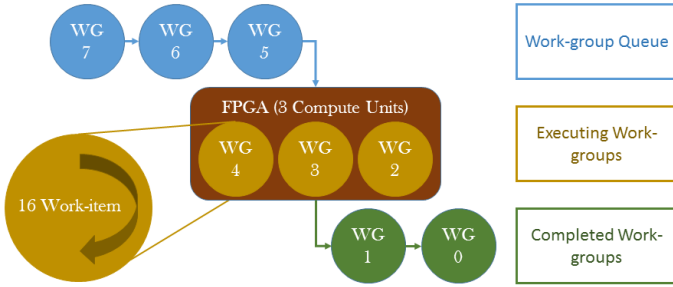 WG
7
WG
6
WG
5
Work-group Queue
FPGA (3 Compute Units)
WG
4
WG
3
WG
2
Executing Work-
groups
16 Work-item
WG
1
WG
0
Completed Work-
groups